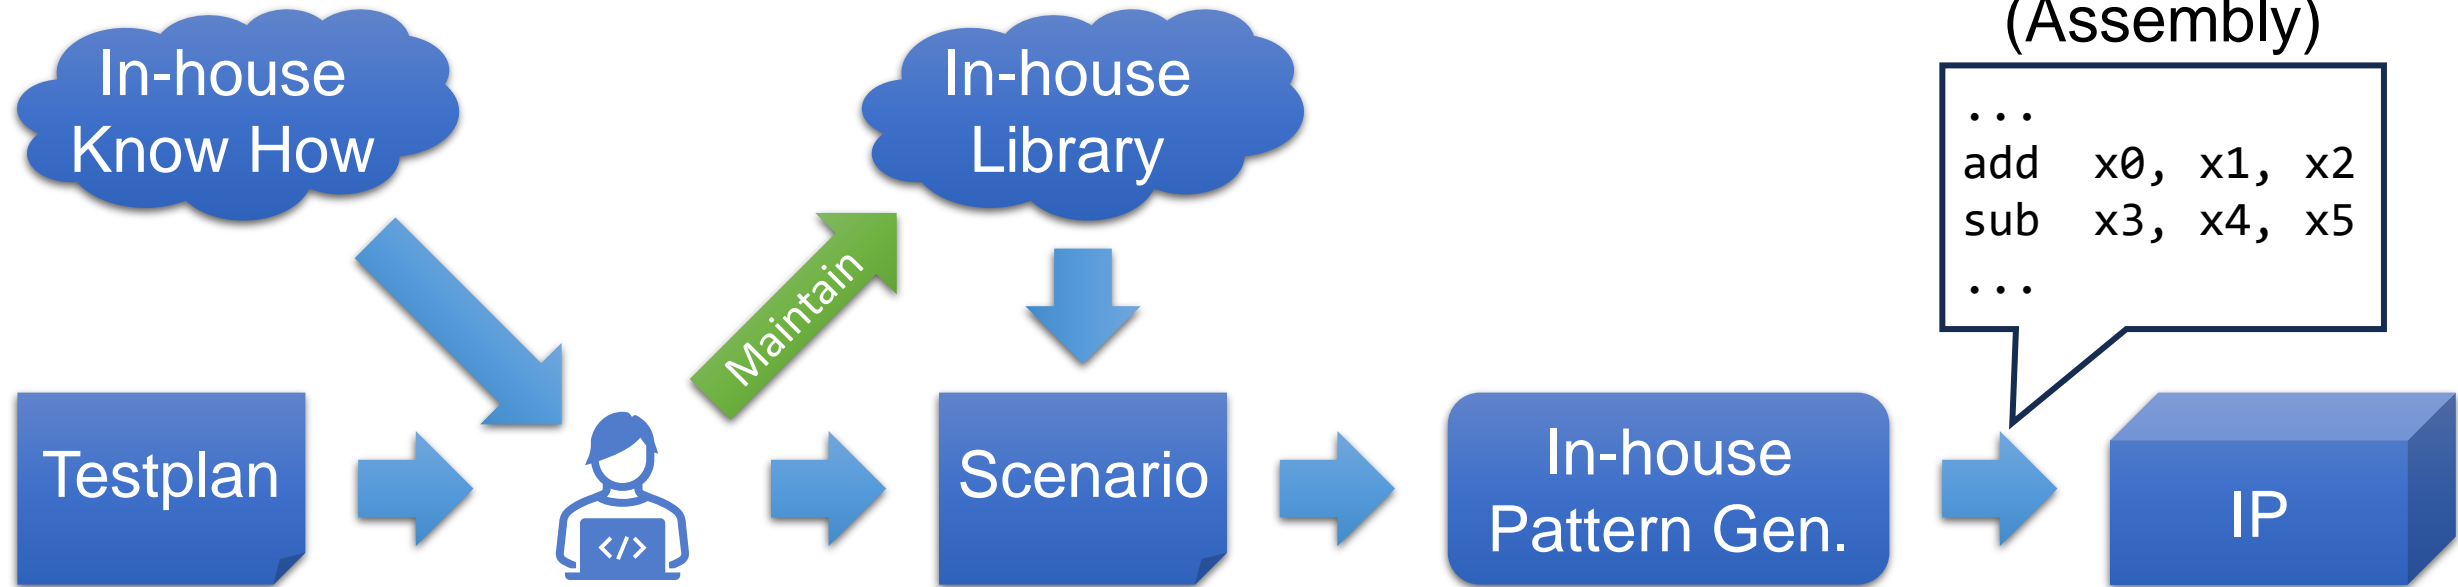 In-house
Know How
In-house
Library
(Assembly)
...
add x0, x1, x2
sub x3, x4, x5
...
Maintain
Testplan
</>
Scenario
In-house
Pattern Gen.
IP